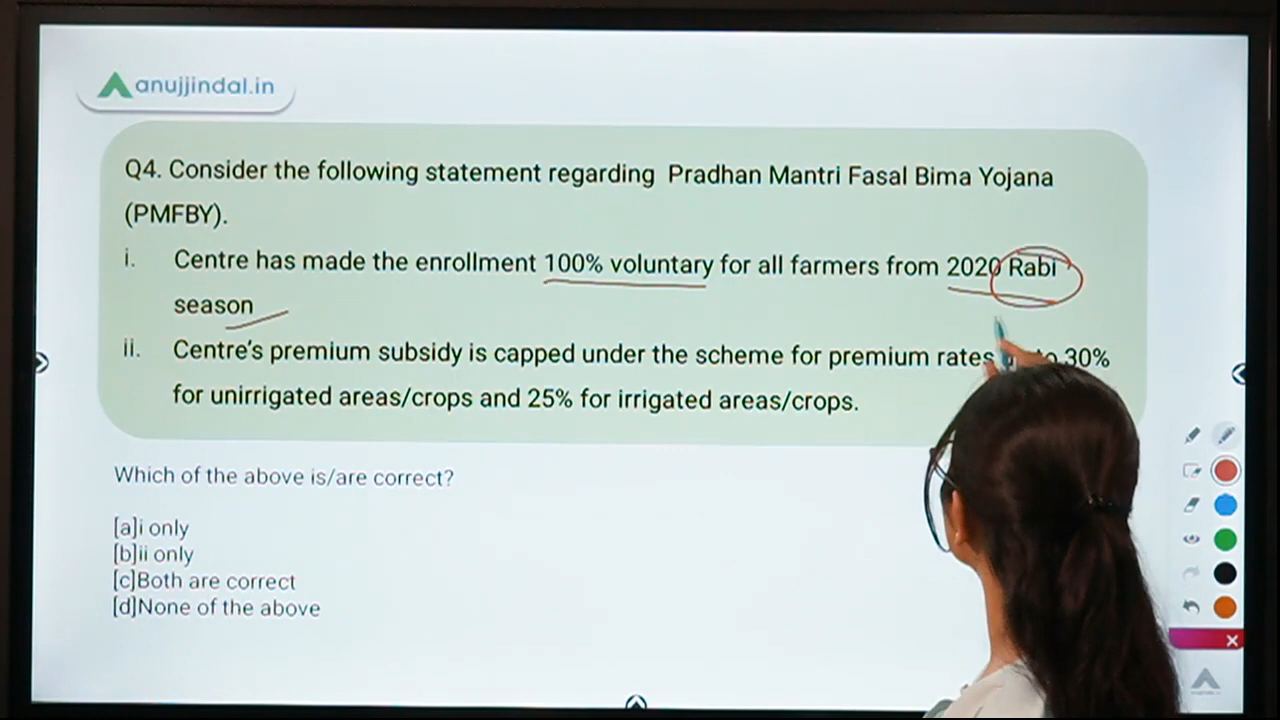 anujjindal.in
Q4. Consider the following statement regarding Pradhan Mantri Fasal Bima Yojana
(PMFBY).
i. Centre has made the enrollment 100% voluntary for all farmers from 2020 Rabi
season
ii. Centre's premium subsidy is capped under the scheme for premium rates 30%
for unirrigated areas/crops and 25% for irrigated areas/crops.
Which of the above is/are correct?
[a]i only
[b]ii only
[c]Both are correct
[d]None of the above